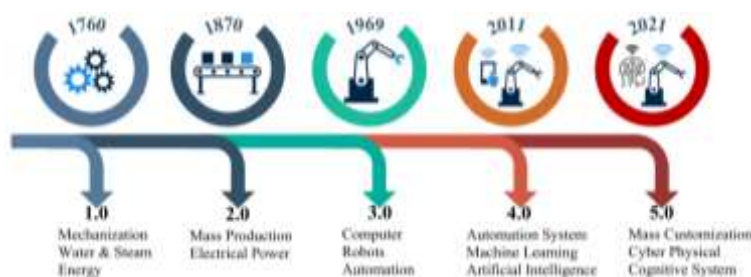 1760
1870
1969
2011
2021
1.0
Mechanization
Water & Steam
Energy
2.0
Mass Production
Electrical Power
3.0
Computer
Robots
Automation
4.0
Automation System
Machine Learning
Artificial Intelligence
5.0
Mass Customization
Cyber Physical
Cognitive System